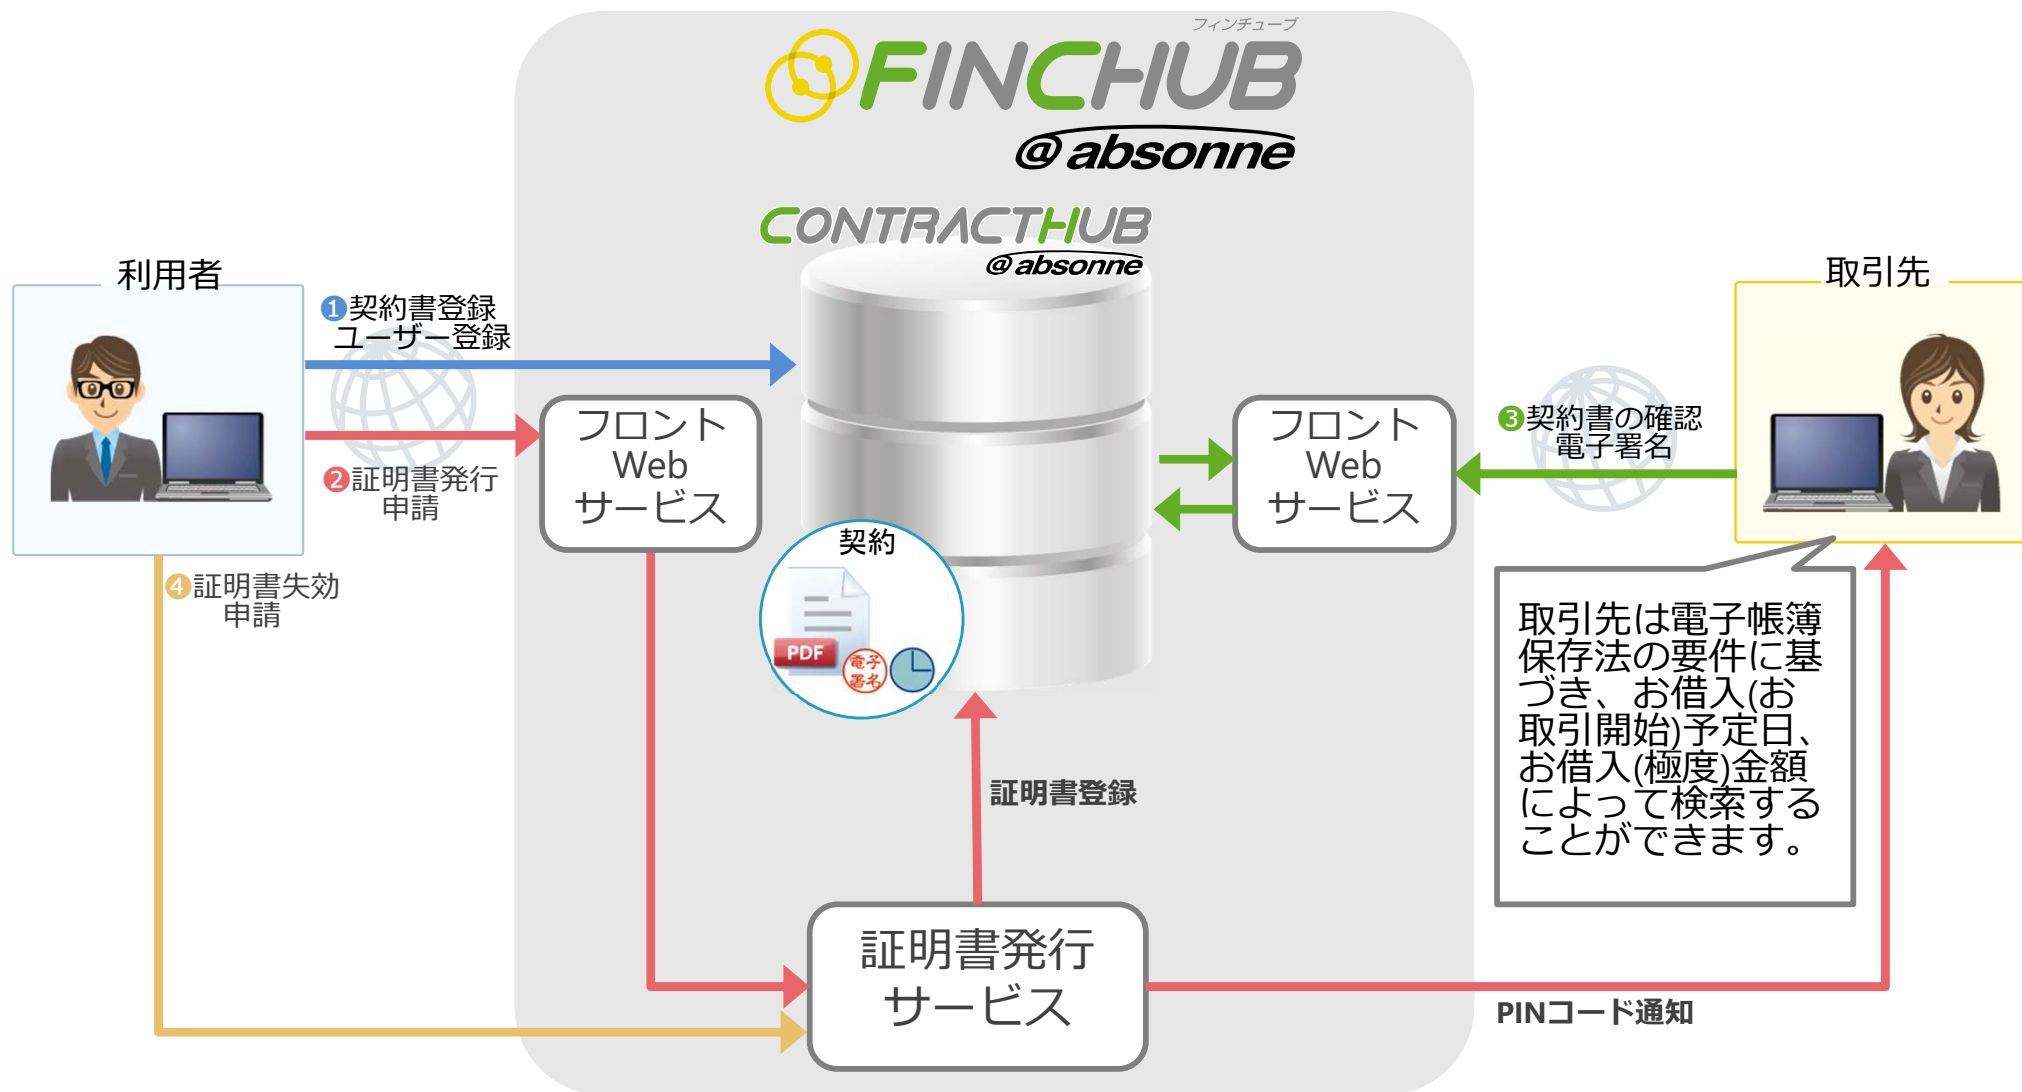 フィンチューブ
FINCHUB
@absonne
CONTRACTHUB
@absonne
利用者
取引先
❶契約書登録
ユーザー登録
❷証明書発行
申請
フロント
Web
サービス
フロント
Web
サービス
❸契約書の確認
電子署名
契約
PDF
電子
署名
❹証明書失効
申請
取引先は電子帳簿
保存法の要件に基
づき、お借入(お
取引開始)予定日、
お借入(極度)金額
によって検索する
ことができます。
証明書登録
証明書発行
サービス
PINコード通知